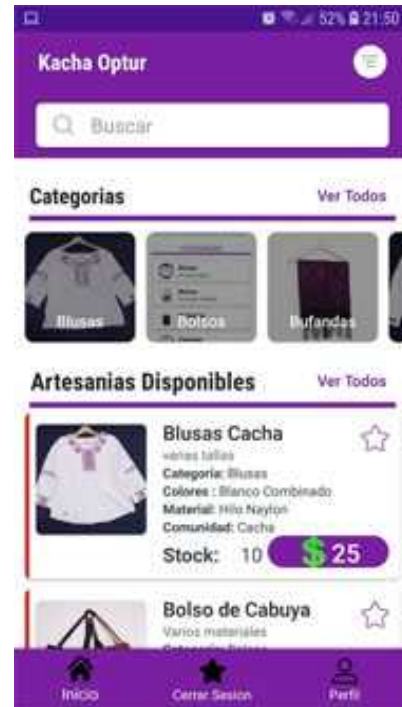 52% 21:50
Kacha Optur
Buscar
Categorias Ver Todos
Blusas Bolsos Bufandas
Artesanias Disponibles Ver Todos
Blusas Cacha
varias tallas
Categoria: Blusas
Colores : Blanco Combinado
Material: Hilo Naylon
Comunidad: Cacha
Stock: 10 $ 25
Bolso de Cabuya
Varios materiales
Inicio Cerrar Sesion Perfil